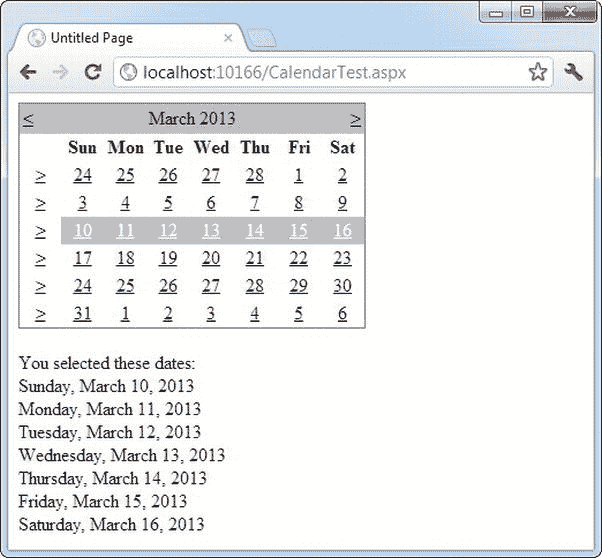 Untitled Page
localhost:10166/CalendarTest.aspx
< March 2013 >
Sun Mon Tue Wed Thu Fri Sat
> 24 25 26 27 28 1 2
> 3 4 5 6 7 8 9
> 10 11 12 13 14 15 16
> 17 18 19 20 21 22 23
> 24 25 26 27 28 29 30
> 31 1 2 3 4 5 6
You selected these dates:
Sunday, March 10, 2013
Monday, March 11, 2013
Tuesday, March 12, 2013
Wednesday, March 13, 2013
Thursday, March 14, 2013
Friday, March 15, 2013
Saturday, March 16, 2013